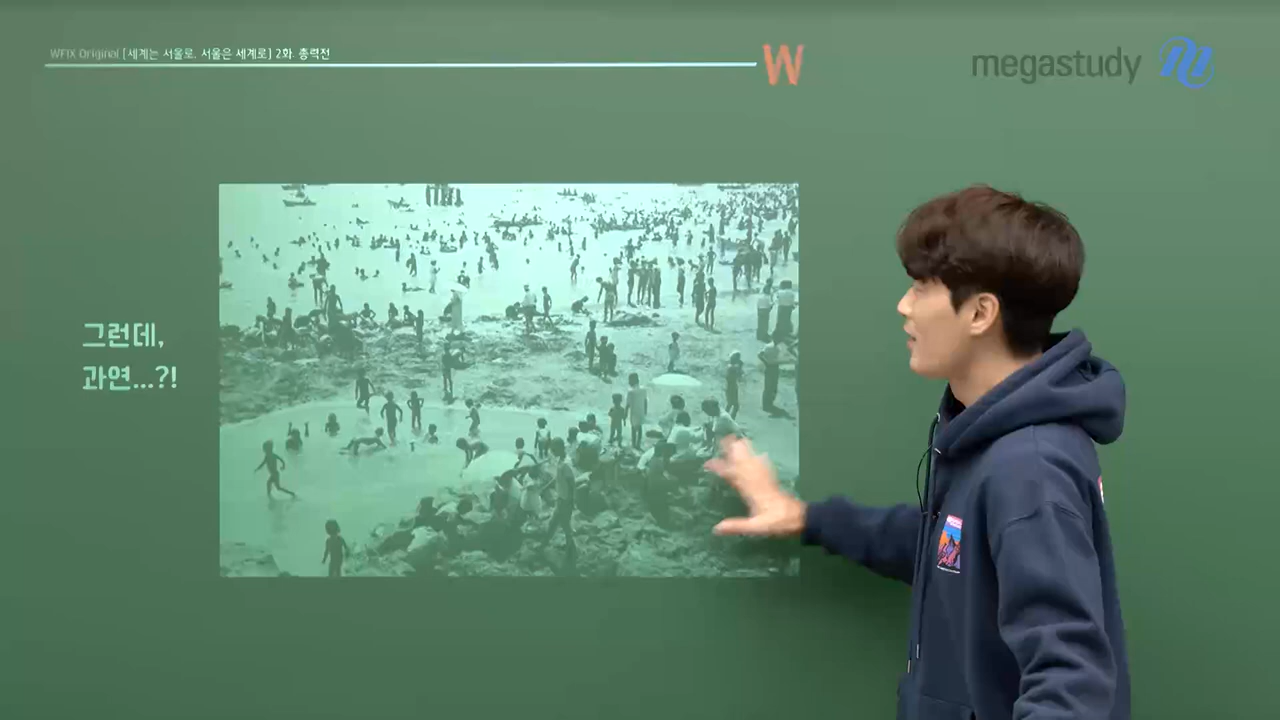 WFIX Original [세계는 서울로, 서울은 세계로] 2화. 총력전
W
megastudy
그런데,
과연...?!